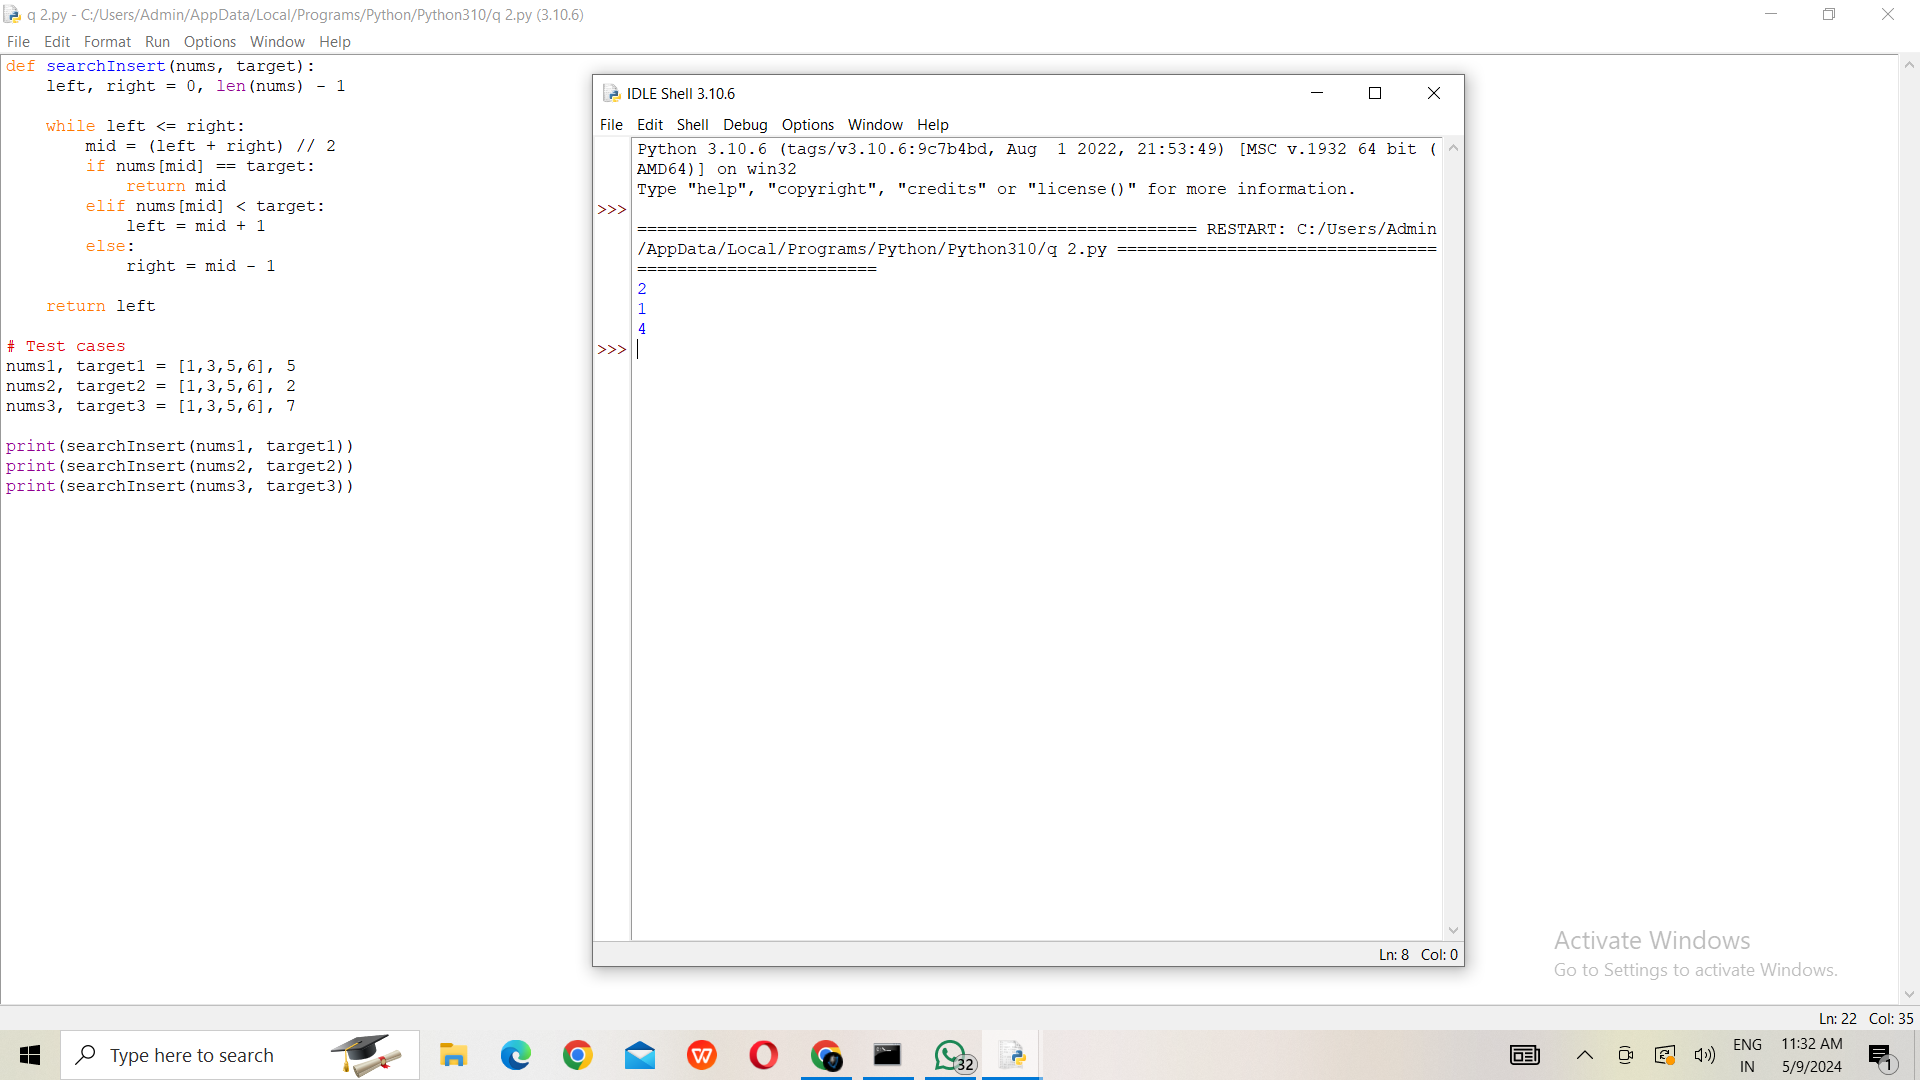 q 2.py - C:/Users/Admin/AppData/Local/Programs/Python/Python310/q 2.py (3.10.6)
File Edit Format Run Options Window Help
def searchInsert(nums, target):
    left, right = 0, len(nums) - 1

    while left <= right:
        mid = (left + right) // 2
        if nums[mid] == target:
            return mid
        elif nums[mid] < target:
            left = mid + 1
        else:
            right = mid - 1

    return left

# Test cases
nums1, target1 = [1,3,5,6], 5
nums2, target2 = [1,3,5,6], 2
nums3, target3 = [1,3,5,6], 7

print(searchInsert(nums1, target1))
print(searchInsert(nums2, target2))
print(searchInsert(nums3, target3))
IDLE Shell 3.10.6
File Edit Shell Debug Options Window Help
Python 3.10.6 (tags/v3.10.6:9c7b4bd, Aug  1 2022, 21:53:49) [MSC v.1932 64 bit (
AMD64)] on win32
Type "help", "copyright", "credits" or "license()" for more information.
>>>
======================================================== RESTART: C:/Users/Admin
/AppData/Local/Programs/Python/Python310/q 2.py ================================
========================
2
1
4
>>>
Ln: 8 Col: 0
Activate Windows
Go to Settings to activate Windows.
Ln: 22 Col: 35
Type here to search
W
32
ENG
IN
11:32 AM
5/9/2024
1